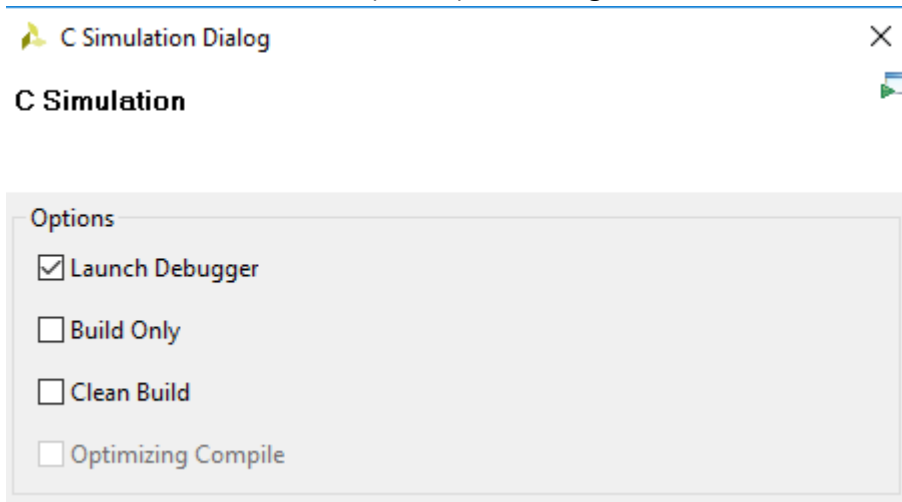 C Simulation Dialog
C Simulation
Options
Launch Debugger
Build Only
Clean Build
Optimizing Compile